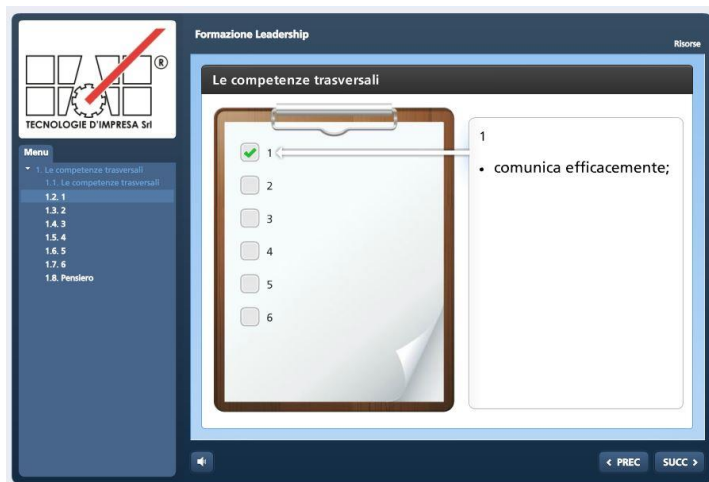 Formazione Leadership
Risorse
®
TECNOLOGIE D'IMPRESA Srl
Menu
1. Le competenze trasversali
1.1. Le competenze trasversali
1.2. 1
1.3. 2
1.4. 3
1.5. 4
1.6. 5
1.7. 6
1.8. Pensiero
Le competenze trasversali
1
2
3
4
5
6
1
• comunica efficacemente;
< PREC
SUCC >